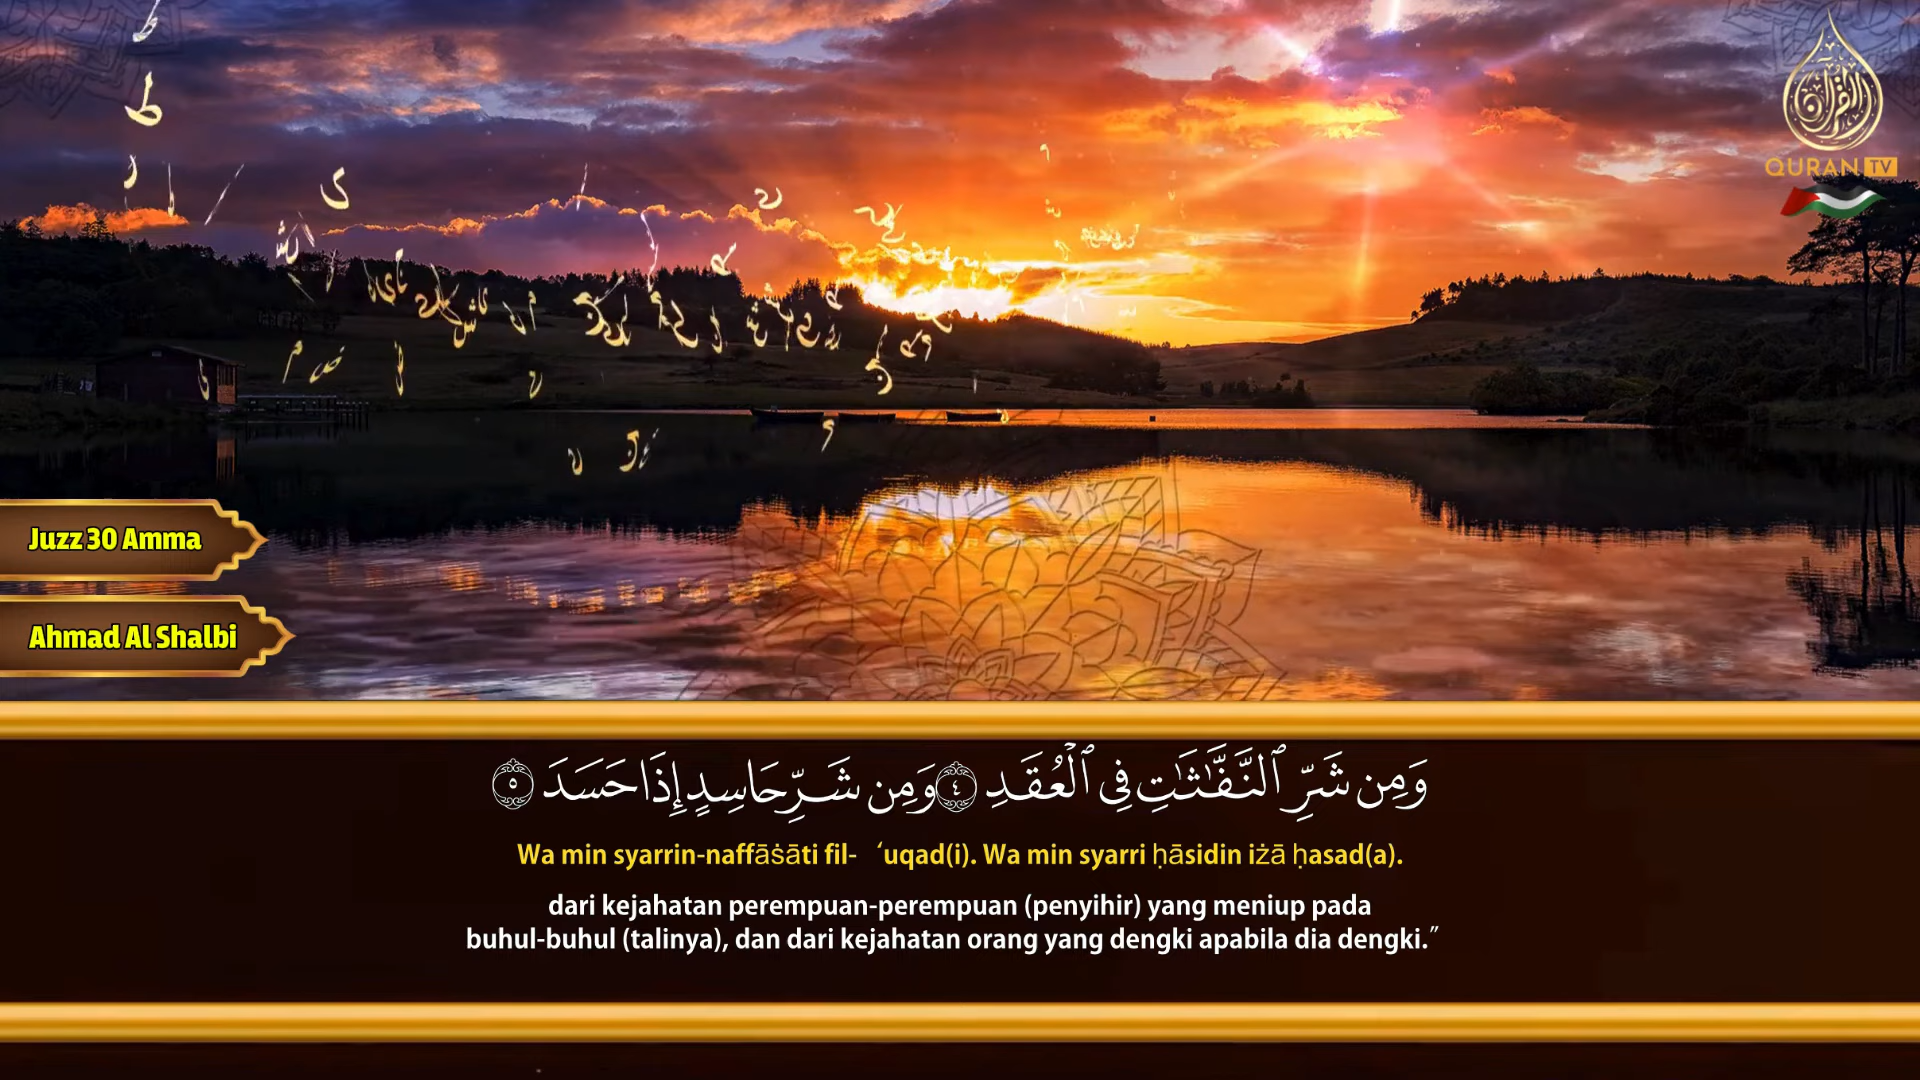 القرآن
QURAN TV
Juzz 30 Amma
Ahmad Al Shalbi
وَمِن شَرِّ ٱلنَّفَّـٰثَـٰتِ فِى ٱلْعُقَدِ ٤ وَمِن شَرِّ حَاسِدٍ إِذَا حَسَدَ ٥
Wa min syarrin-naffāṡāti fil- ‘uqad(i). Wa min syarri ḥāsidin iżā ḥasad(a).
dari kejahatan perempuan-perempuan (penyihir) yang meniup pada
buhul-buhul (talinya), dan dari kejahatan orang yang dengki apabila dia dengki.”